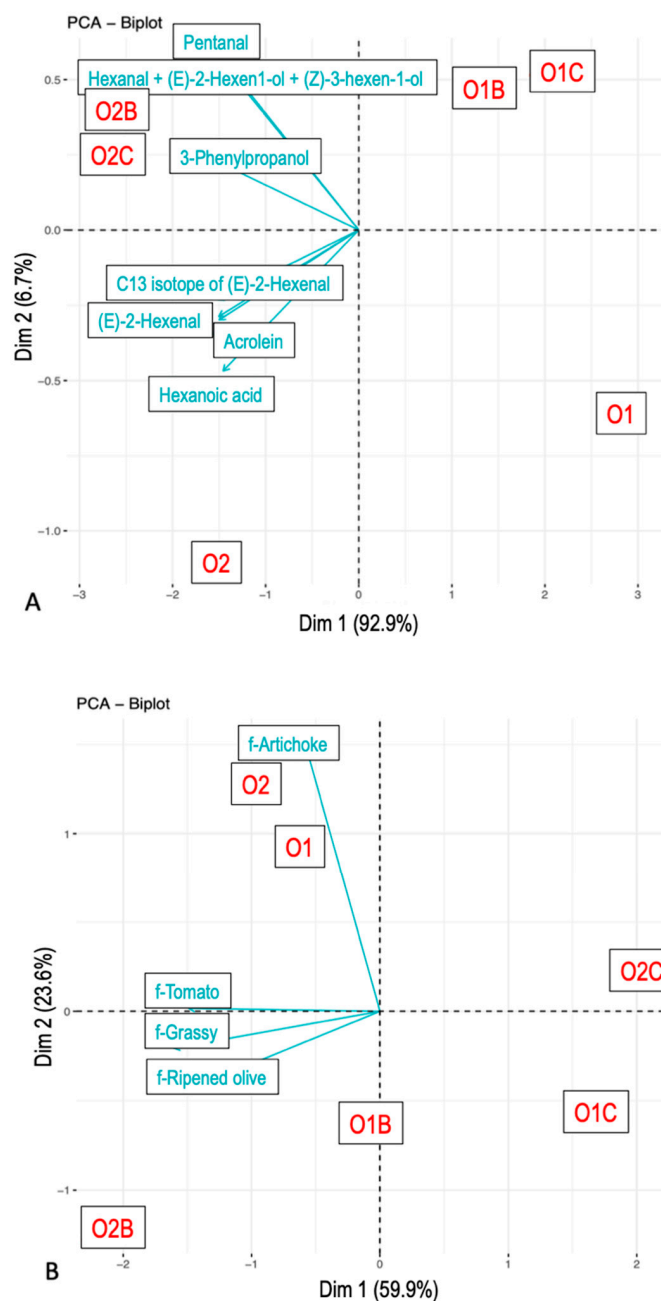 PCA - Biplot
Pentanal
Hexanal + (E)-2-Hexen1-ol + (Z)-3-hexen-1-ol
O1C
0.5
O1B
O2B
O2C
3-Phenylpropanol
0.0
Dim 2 (6.7%)
C13 isotope of (E)-2-Hexenal
(E)-2-Hexenal
Acrolein
-0.5
Hexanoic acid
O1
-1.0
O2
A
-3 -2 -1 0 1 2 3
Dim 1 (92.9%)
PCA – Biplot
f-Artichoke
O2
1
O1
Dim 2 (23.6%)
O2C
f-Tomato
0
f-Grassy
f-Ripened olive
O1C
O1B
-1
O2B
B
-2 -1 0 1 2
Dim 1 (59.9%)